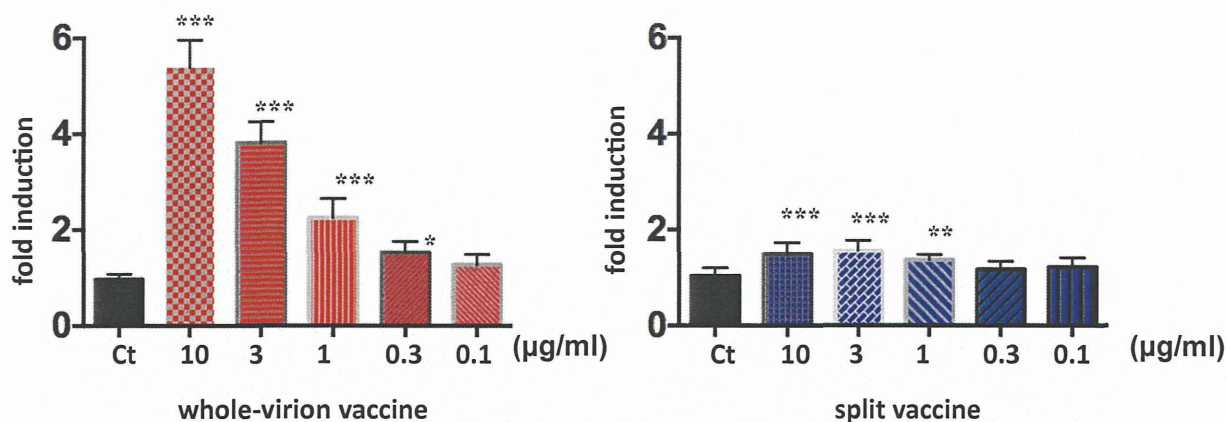 fold induction
6
4
2
0
***
***
***
*
Ct 10 3 1 0.3 0.1 (µg/ml)
whole-virion vaccine
fold induction
6
4
2
0
***
***
**
Ct 10 3 1 0.3 0.1 (µg/ml)
split vaccine